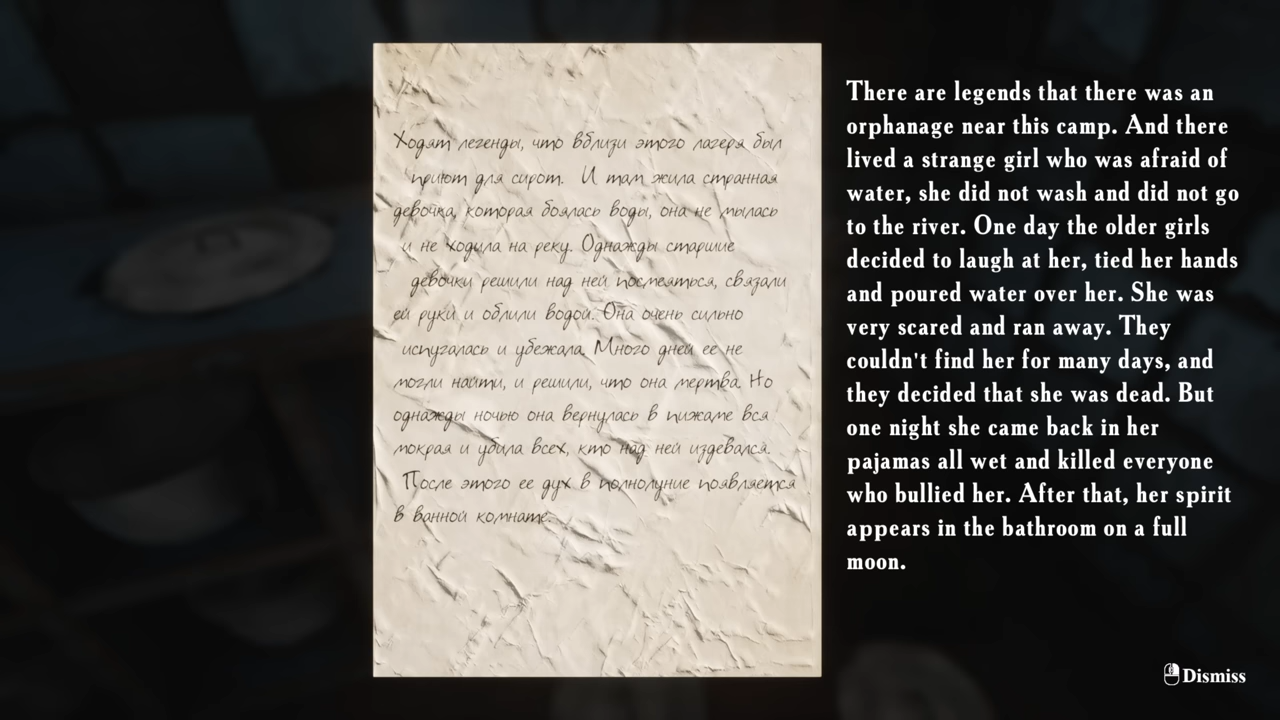 Ходят легенды, что вблизи этого лагеря был
приют для сирот. И там жила странная
девочка, которая боялась воды, она не мылась
и не ходила на реку. Однажды старшие
девочки решили над ней посмеяться, связали
ей руки и облили водой. Она очень сильно
испугалась и убежала. Много дней ее не
могли найти, и решили, что она мертва. Но
однажды ночью она вернулась в пижаме вся
мокрая и убила всех, кто над ней издевался.
После этого ее дух в полнолуние появляется
в ванной комнате.
There are legends that there was an
orphanage near this camp. And there
lived a strange girl who was afraid of
water, she did not wash and did not go
to the river. One day the older girls
decided to laugh at her, tied her hands
and poured water over her. She was
very scared and ran away. They
couldn't find her for many days, and
they decided that she was dead. But
one night she came back in her
pajamas all wet and killed everyone
who bullied her. After that, her spirit
appears in the bathroom on a full
moon.
Dismiss